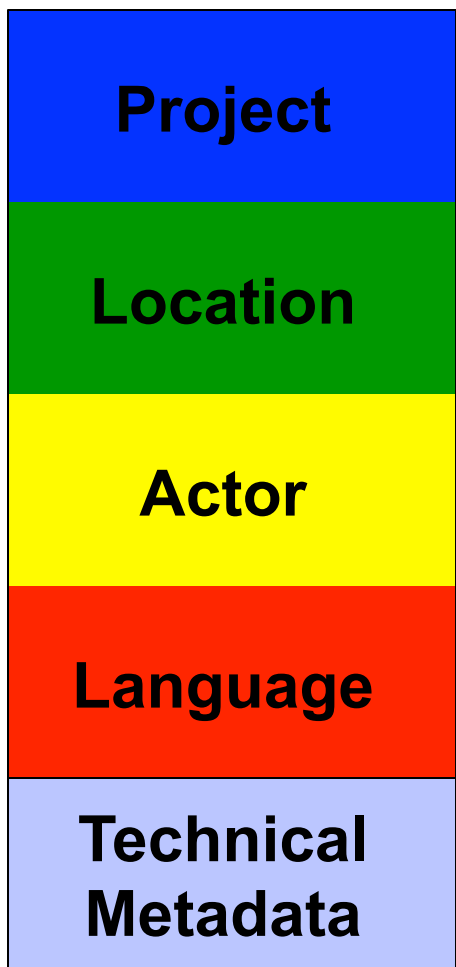 Project
Location
Actor
Language
Technical
Metadata